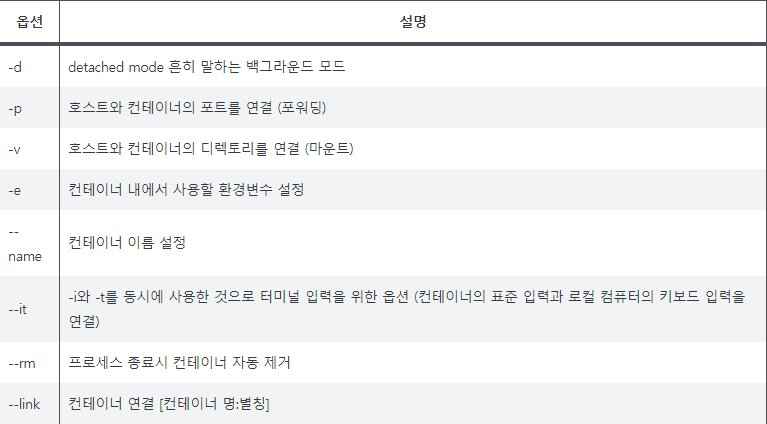 옵션 설명
-d detached mode 흔히 말하는 백그라운드 모드
-p 호스트와 컨테이너의 포트를 연결 (포워딩)
-v 호스트와 컨테이너의 디렉토리를 연결 (마운트)
-e 컨테이너 내에서 사용할 환경변수 설정
--
name 컨테이너 이름 설정
--it -i와 -t를 동시에 사용한 것으로 터미널 입력을 위한 옵션 (컨테이너의 표준 입력과 로컬 컴퓨터의 키보드 입력을
연결)
--rm 프로세스 종료시 컨테이너 자동 제거
--link 컨테이너 연결 [컨테이너 명:별칭]